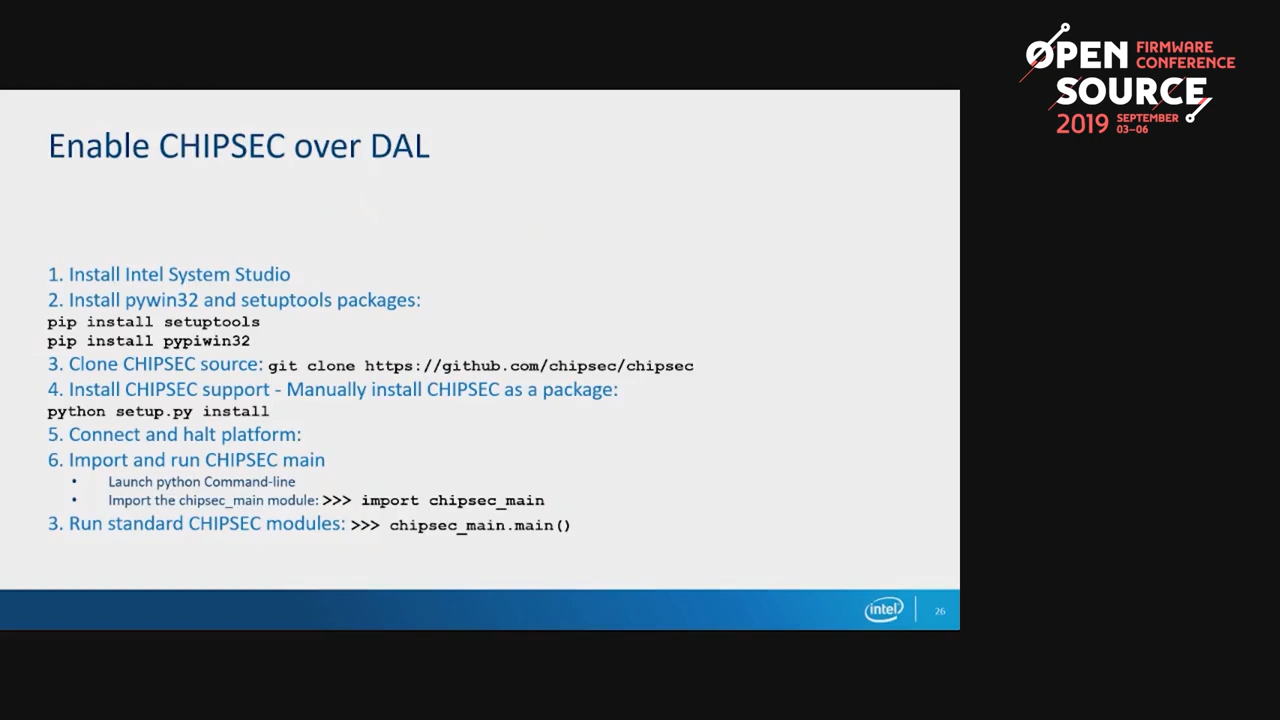 OPEN FIRMWARE
CONFERENCE
SOURCE
2019 SEPTEMBER
03–06
Enable CHIPSEC over DAL
1. Install Intel System Studio
2. Install pywin32 and setuptools packages:
pip install setuptools
pip install pypiwin32
3. Clone CHIPSEC source: git clone https://github.com/chipsec/chipsec
4. Install CHIPSEC support - Manually install CHIPSEC as a package:
python setup.py install
5. Connect and halt platform:
6. Import and run CHIPSEC main
• Launch python Command-line
• Import the chipsec_main module: >>> import chipsec_main
3. Run standard CHIPSEC modules: >>> chipsec_main.main()
intel 26